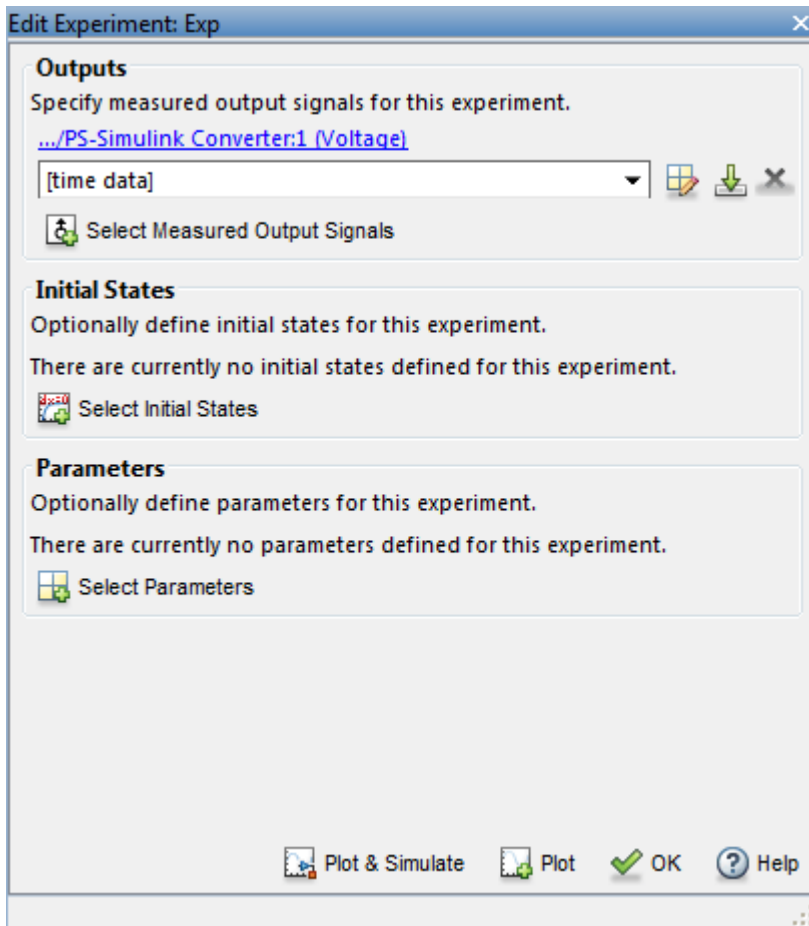 Edit Experiment: Exp
Outputs
Specify measured output signals for this experiment.
.../PS-Simulink Converter:1 (Voltage)
[time data]
Select Measured Output Signals
Initial States
Optionally define initial states for this experiment.
There are currently no initial states defined for this experiment.
Select Initial States
Parameters
Optionally define parameters for this experiment.
There are currently no parameters defined for this experiment.
Select Parameters
Plot & Simulate Plot OK Help